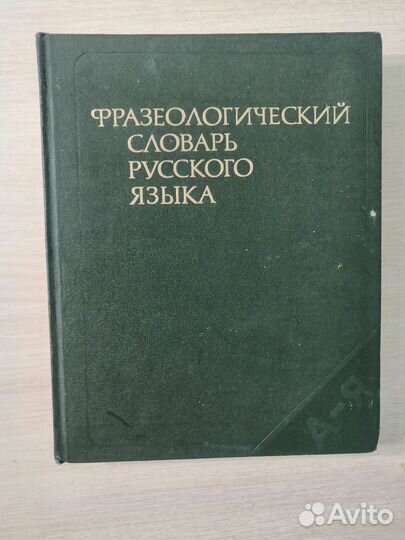 ФРАЗЕОЛОГИЧЕСКИЙ
СЛОВАРЬ
РУССКОГО
ЯЗЫКА
А-Я
Avito